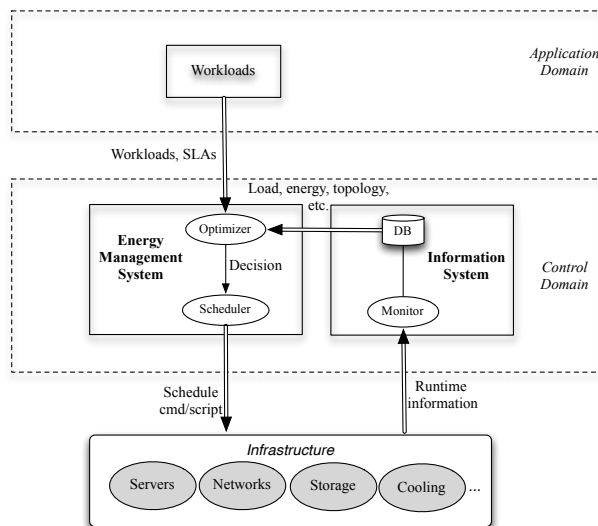 Application
Domain
Workloads
Workloads, SLAs
Load, energy, topology,
etc.
Energy
Management
System
Optimizer
Decision
Scheduler
DB
Information
System
Monitor
Control
Domain
Schedule
cmd/script
Runtime
information
Infrastructure
Servers
Networks
Storage
Cooling
...